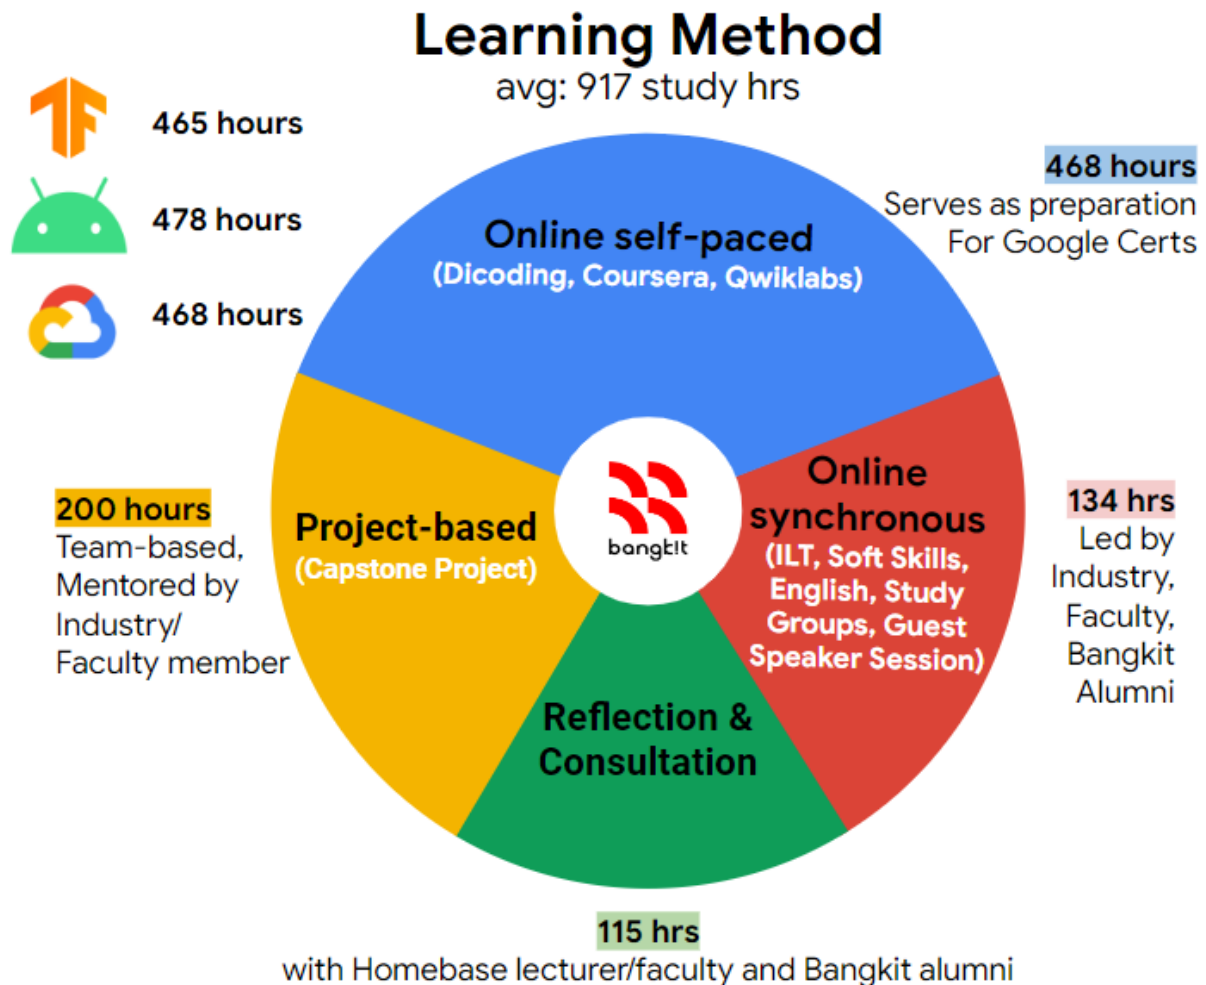 Learning Method
avg: 917 study hrs
465 hours
478 hours
468 hours
468 hours
Serves as preparation
For Google Certs
Online self-paced
(Dicoding, Coursera, Qwiklabs)
200 hours
Team-based,
Mentored by
Industry/
Faculty member
Project-based
(Capstone Project)
bangk!t
Online
synchronous
(ILT, Soft Skills,
English, Study
Groups, Guest
Speaker Session)
134 hrs
Led by
Industry,
Faculty,
Bangkit
Alumni
Reflection &
Consultation
115 hrs
with Homebase lecturer/faculty and Bangkit alumni